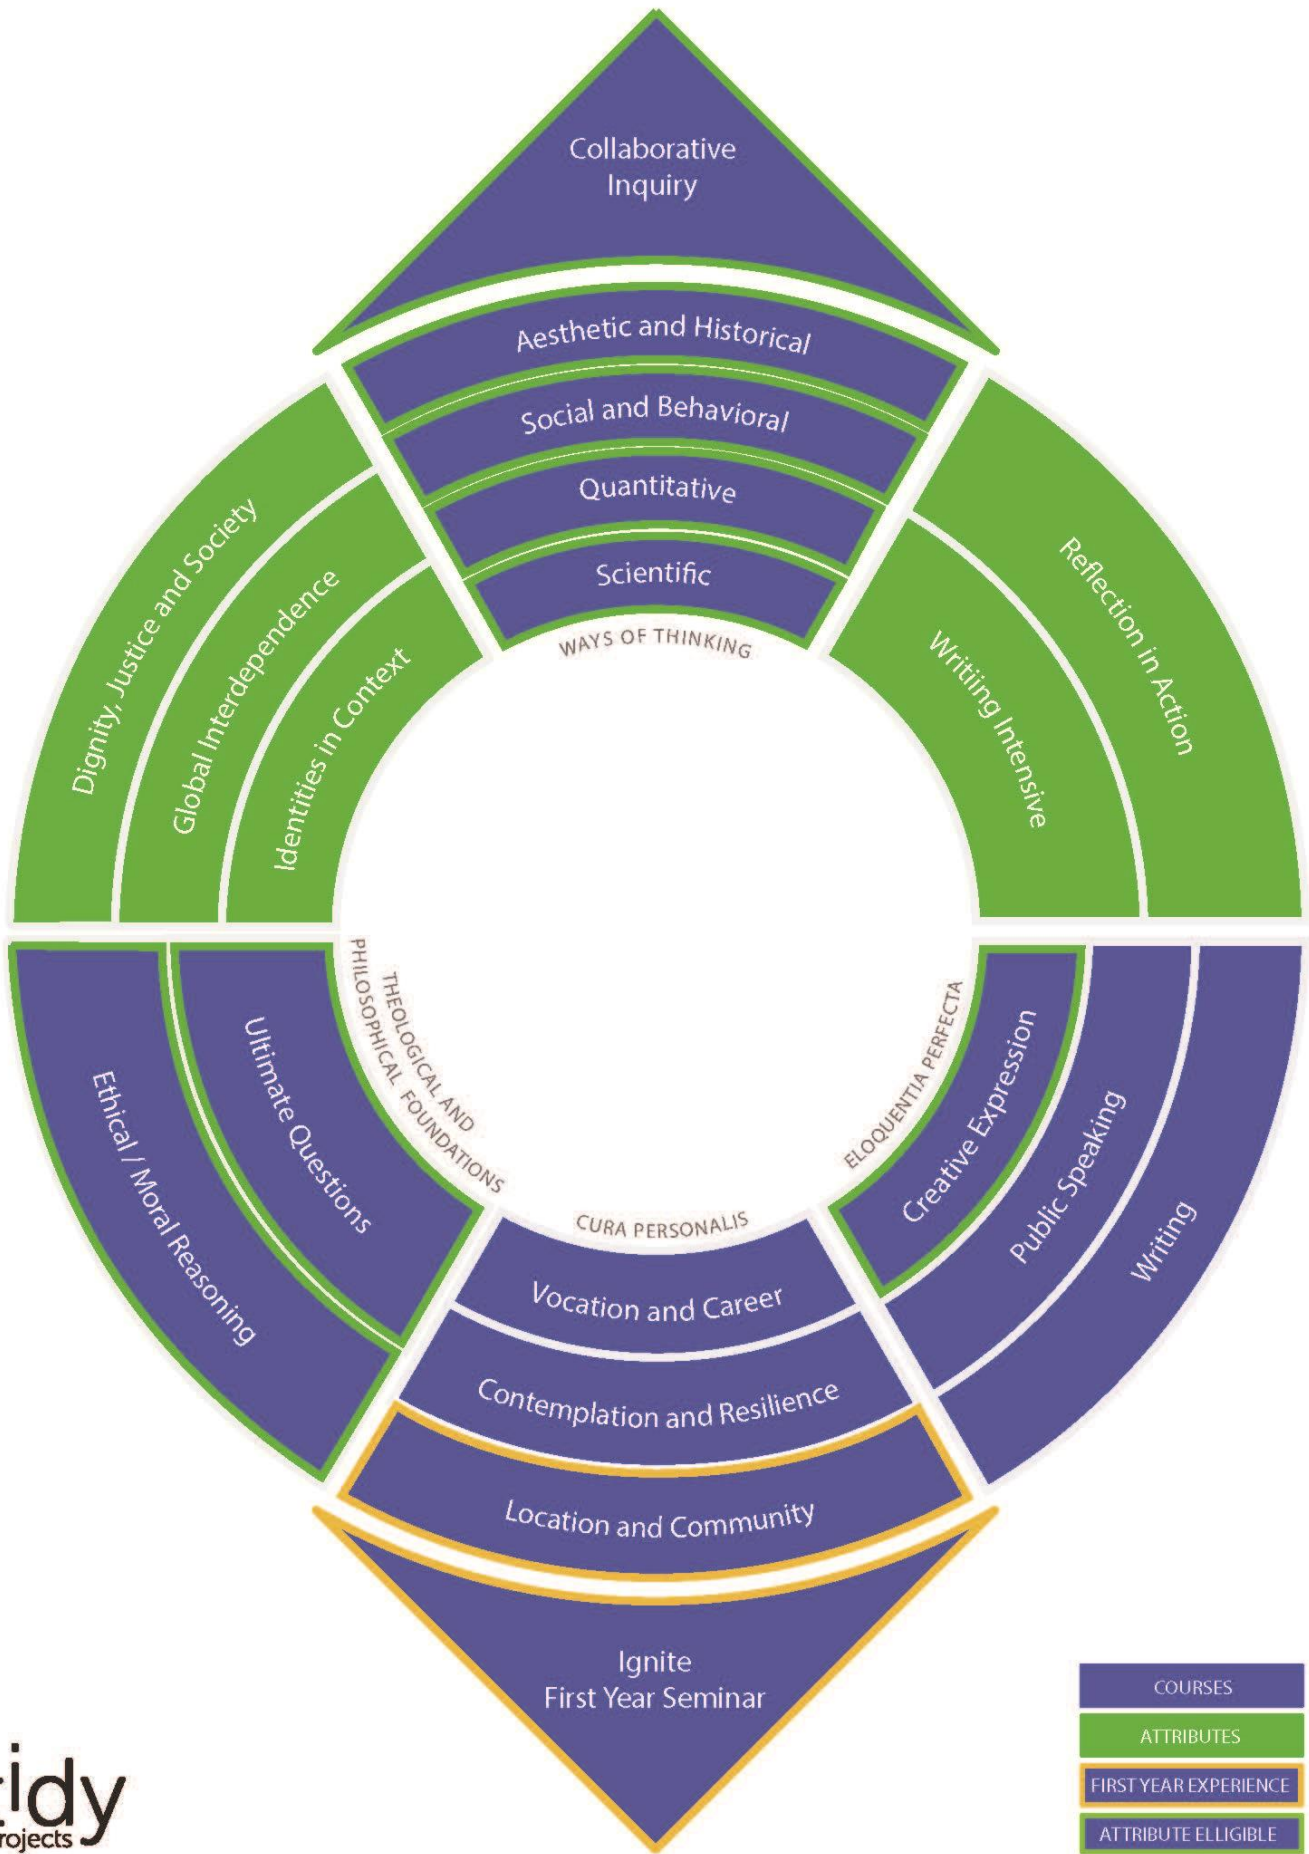 Collaborative
Inquiry
Aesthetic and Historical
Social and Behavioral
Quantitative
Scientific
WAYS OF THINKING
Dignity, Justice and Society
Global Interdependence
Identities in Context
Reflection in Action
Writiing Intensive
Ethical / Moral Reasoning
Ultimate Questions
THEOLOGICAL AND
PHILOSOPHICAL FOUNDATIONS
ELOQUENTIA PERFECTA
Creative Expression
Public Speaking
Writing
CURA PERSONALIS
Vocation and Career
Contemplation and Resilience
Location and Community
Ignite
First Year Seminar
COURSES
ATTRIBUTES
FIRST YEAR EXPERIENCE
ATTRIBUTE ELLIGIBLE